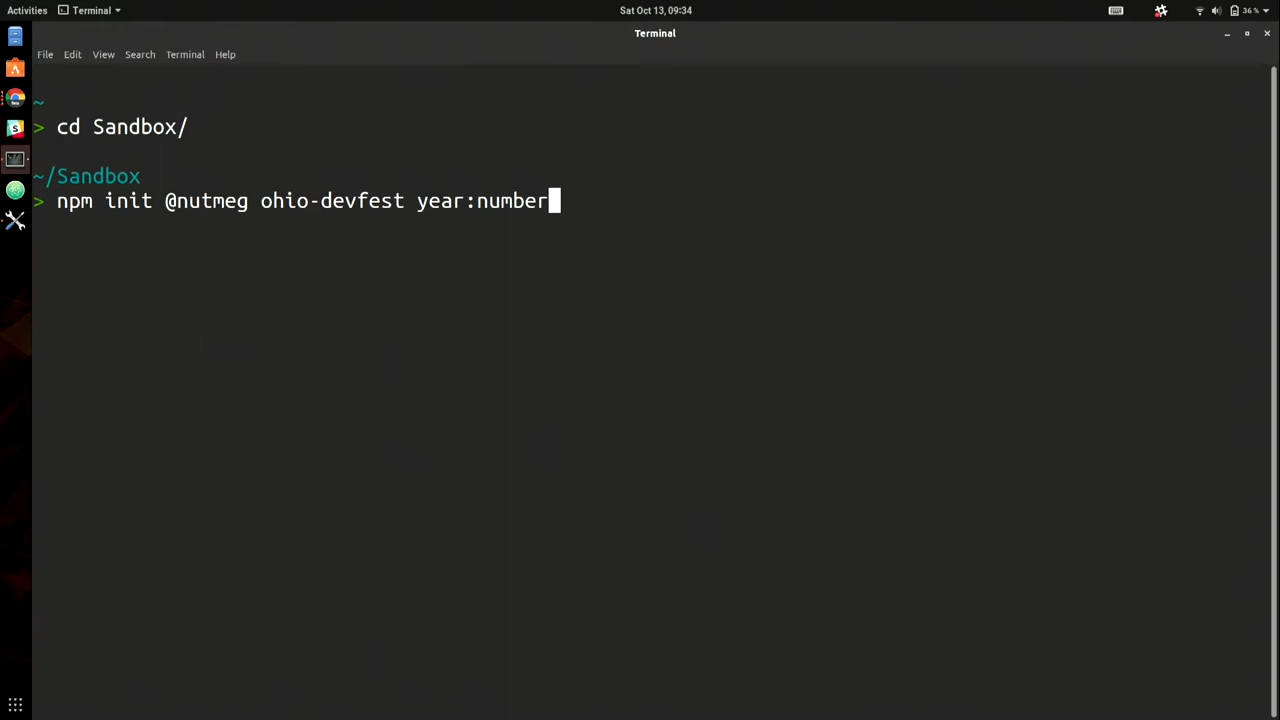 Activities Terminal Sat Oct 13, 09:34 36 %
Terminal
File Edit View Search Terminal Help
~
> cd Sandbox/
~/Sandbox
> npm init @nutmeg ohio-devfest year:number